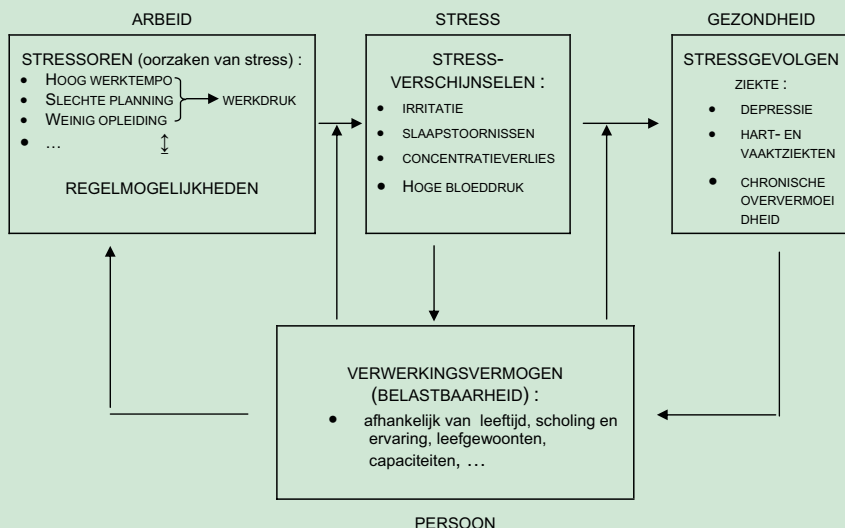 ARBEID
STRESSOREN (oorzaken van stress) :
• HOOG WERKTEMPO
• SLECHTE PLANNING
• WEINIG OPLEIDING
WERKDRUK
• ...
REGELMOGELIJKHEDEN
STRESS
STRESS-
VERSCHIJNSELEN :
• IRRITATIE
• SLAAPSTOORNISSEN
• CONCENTRATIEVERLIES
• HOGE BLOEDDRUK
GEZONDHEID
STRESSGEVOLGEN
ZIEKTE :
• DEPRESSIE
• HART- EN
VAAKTZIEKTEN
• CHRONISCHE
OVERVERMOEI
DHEID
VERWERKINGSVERMOGEN
(BELASTBAARHEID) :
• afhankelijk van leeftijd, scholing en
ervaring, leefgewoonten,
capaciteiten, ...
PERSOON